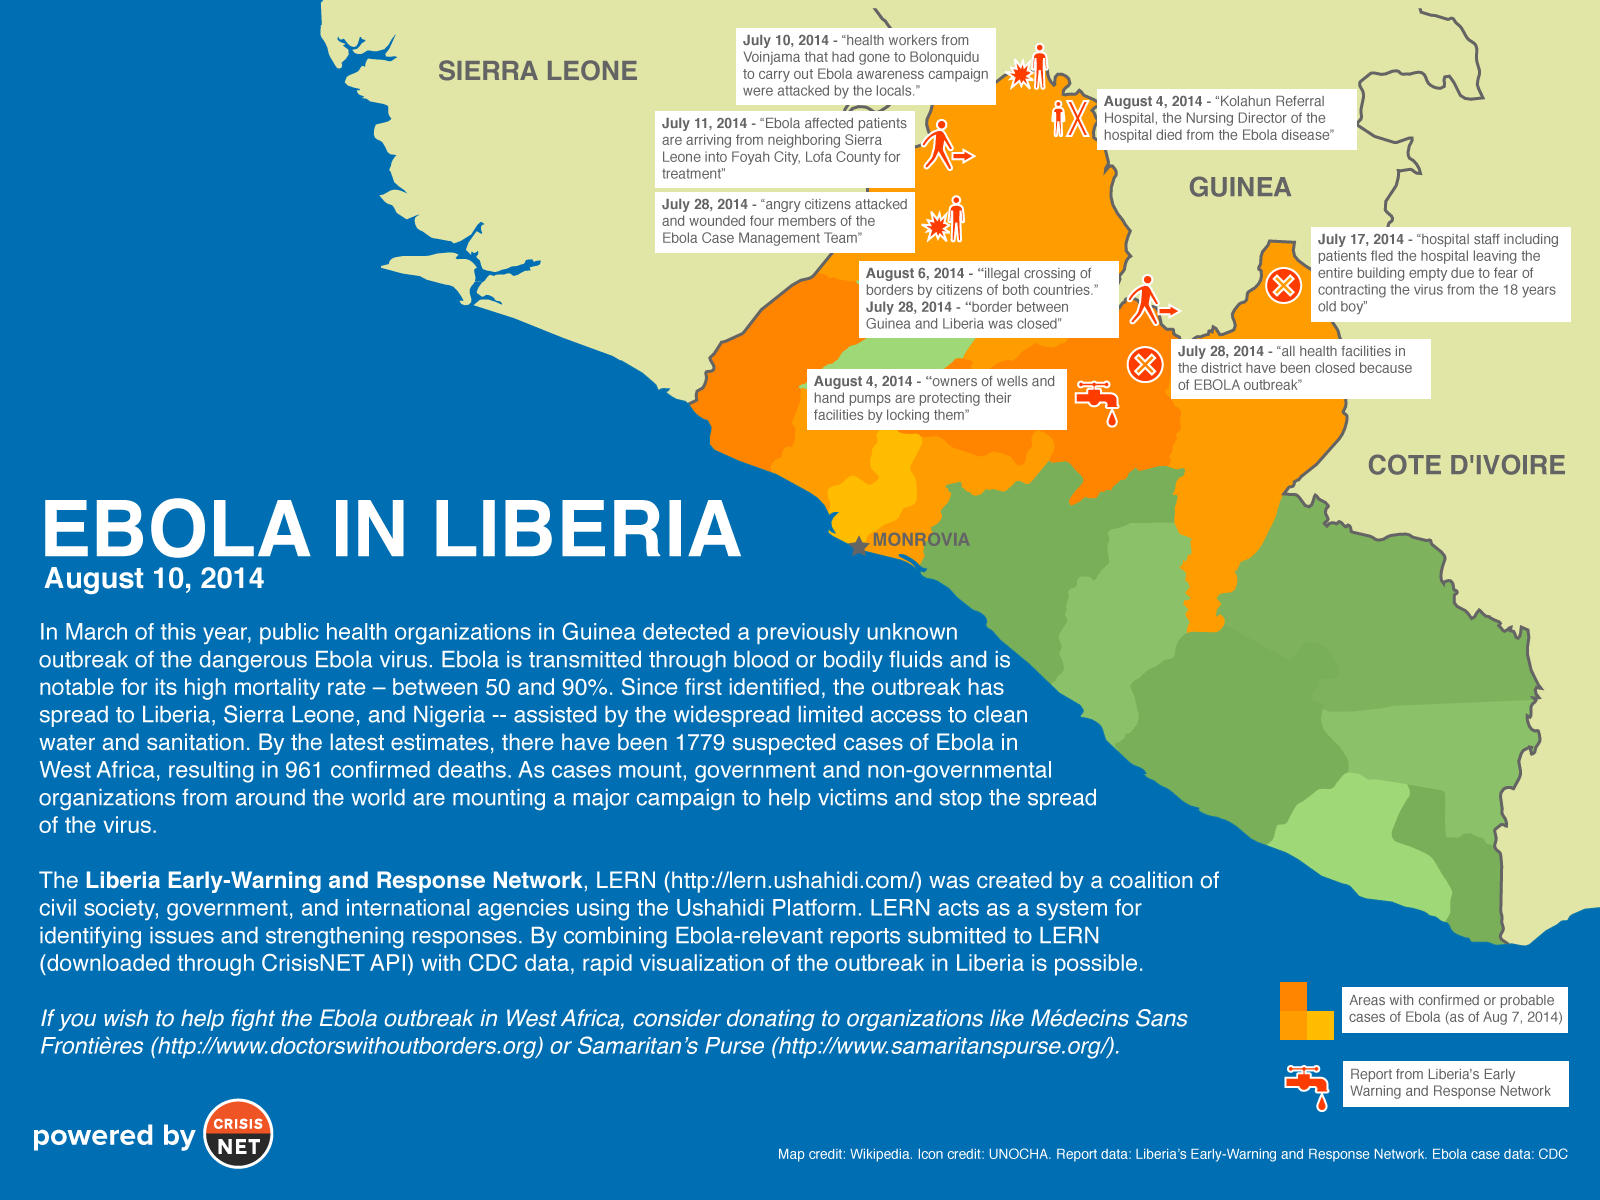 SIERRA LEONE
July 10, 2014 - “health workers from
Voinjama that had gone to Bolonquidu
to carry out Ebola awareness campaign
were attacked by the locals.”
August 4, 2014 - “Kolahun Referral
Hospital, the Nursing Director of the
hospital died from the Ebola disease”
July 11, 2014 - “Ebola affected patients
are arriving from neighboring Sierra
Leone into Foyah City, Lofa County for
treatment”
GUINEA
July 28, 2014 - “angry citizens attacked
and wounded four members of the
Ebola Case Management Team”
July 17, 2014 - “hospital staff including
patients fled the hospital leaving the
entire building empty due to fear of
contracting the virus from the 18 years
old boy”
August 6, 2014 - “illegal crossing of
borders by citizens of both countries.”
July 28, 2014 - “border between
Guinea and Liberia was closed”
July 28, 2014 - “all health facilities in
the district have been closed because
of EBOLA outbreak”
August 4, 2014 - “owners of wells and
hand pumps are protecting their
facilities by locking them”
COTE D'IVOIRE
MONROVIA
EBOLA IN LIBERIA
August 10, 2014
In March of this year, public health organizations in Guinea detected a previously unknown
outbreak of the dangerous Ebola virus. Ebola is transmitted through blood or bodily fluids and is
notable for its high mortality rate – between 50 and 90%. Since first identified, the outbreak has
spread to Liberia, Sierra Leone, and Nigeria -- assisted by the widespread limited access to clean
water and sanitation. By the latest estimates, there have been 1779 suspected cases of Ebola in
West Africa, resulting in 961 confirmed deaths. As cases mount, government and non-governmental
organizations from around the world are mounting a major campaign to help victims and stop the spread
of the virus.
The Liberia Early-Warning and Response Network, LERN (http://lern.ushahidi.com/) was created by a coalition of
civil society, government, and international agencies using the Ushahidi Platform. LERN acts as a system for
identifying issues and strengthening responses. By combining Ebola-relevant reports submitted to LERN
(downloaded through CrisisNET API) with CDC data, rapid visualization of the outbreak in Liberia is possible.
If you wish to help fight the Ebola outbreak in West Africa, consider donating to organizations like Médecins Sans
Frontières (http://www.doctorswithoutborders.org) or Samaritan’s Purse (http://www.samaritanspurse.org/).
Areas with confirmed or probable
cases of Ebola (as of Aug 7, 2014)
Report from Liberia’s Early
Warning and Response Network
powered by
CRISIS
NET
Map credit: Wikipedia. Icon credit: UNOCHA. Report data: Liberia’s Early-Warning and Response Network. Ebola case data: CDC